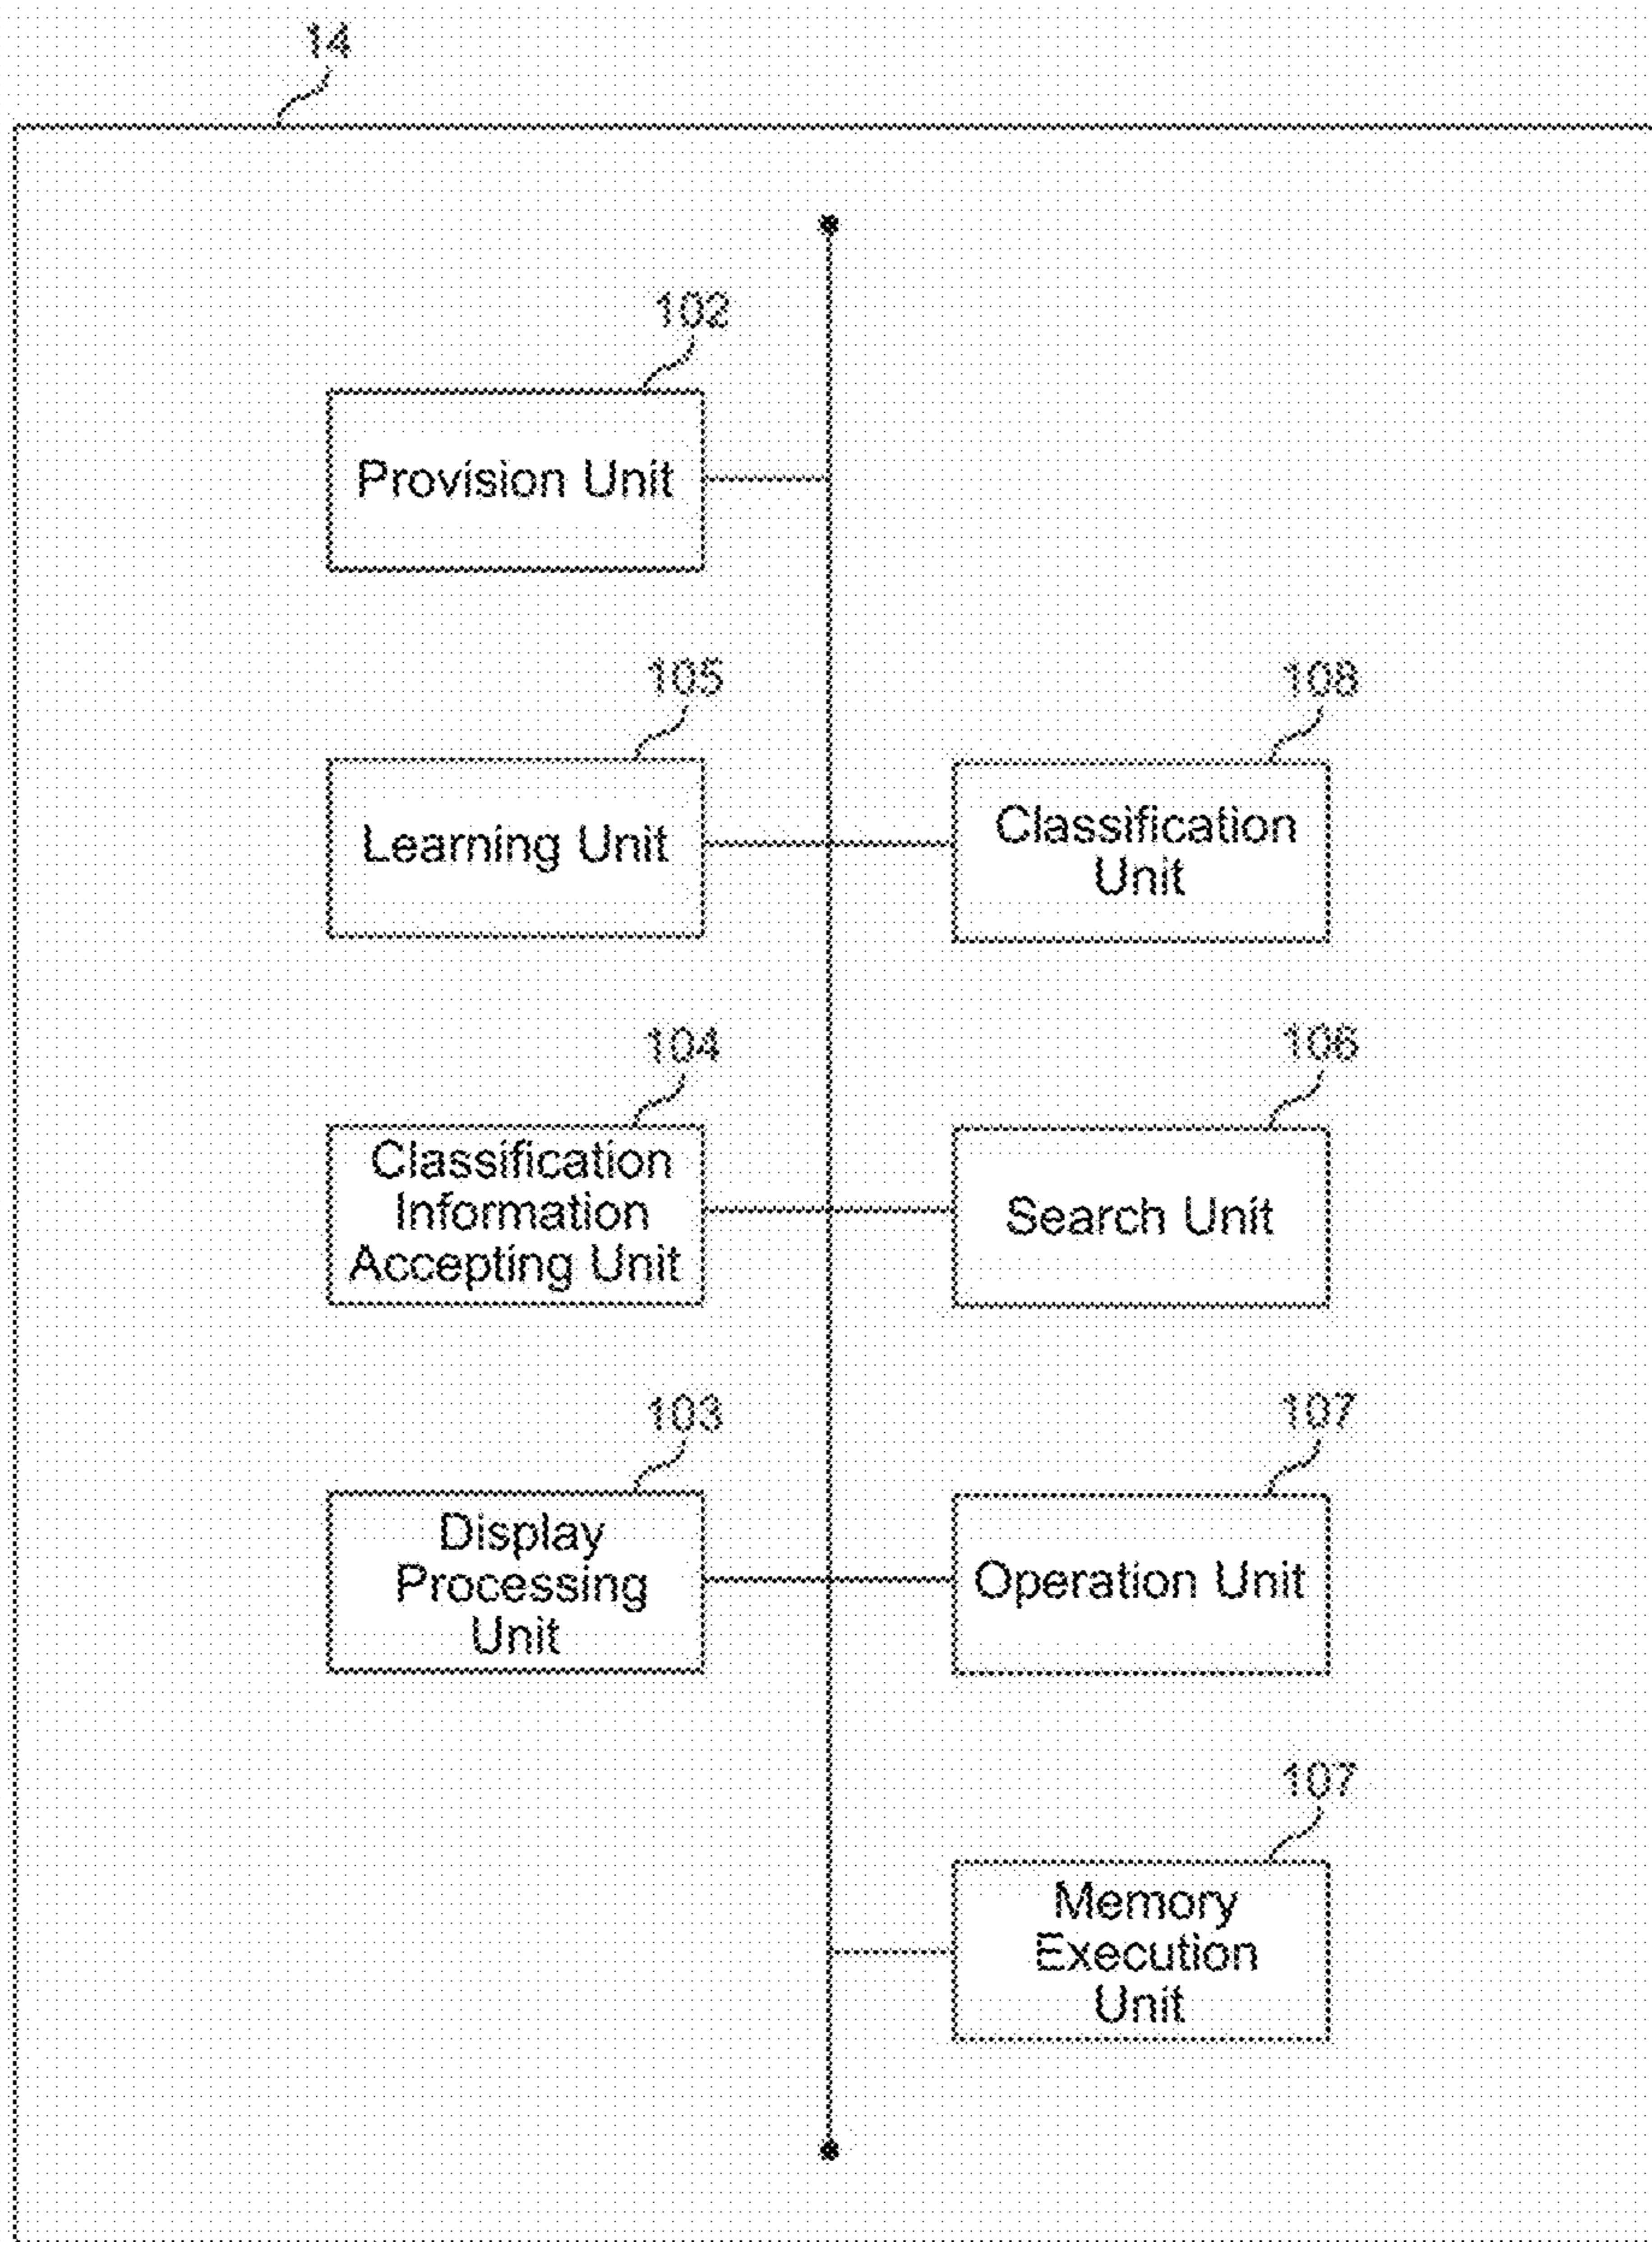 14
102
Provision Unit
105
Learning Unit
108
Classification
Unit
104
Classification
Information
Accepting Unit
106
Search Unit
103
Display
Processing
Unit
107
Operation Unit
107
Memory
Execution
Unit